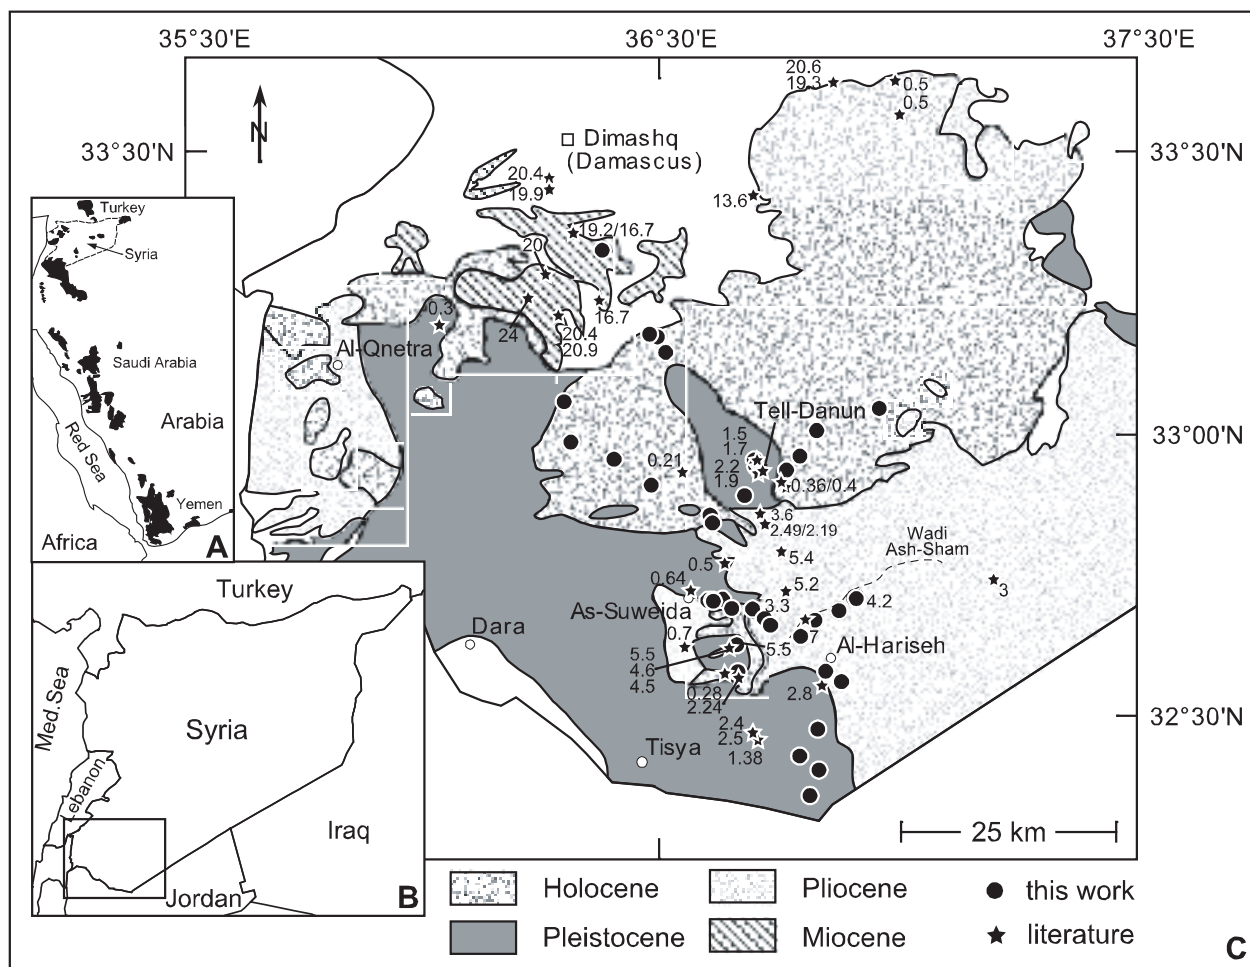 35°30'E
36°30'E
37°30'E
33°30'N
33°00'N
32°30'N
N
Dimashq
(Damascus)
20.6
19.3
0.5
0.5
13.6
20.4
19.9
19.2/16.7
20
16.7
24
20.4
20.9
0.3
Al-Qnetra
Tell-Danun
1.5
1.7
2.2
1.9
0.21
0.36/0.4
3.6
2.49/2.19
5.4
Wadi
Ash-Sham
0.5
0.64
5.2
3
As-Suweida
3.3
4.2
7
0.7
5.5
Al-Hariseh
5.5
4.6
4.5
0.28
2.24
2.8
2.4
2.5
1.38
Dara
Tisya
25 km
Turkey
Syria
Saudi Arabia
Arabia
Red Sea
Yemen
Africa
A
Turkey
Med.Sea
Syria
Lebanon
Iraq
Jordan
B
Holocene
Pliocene
this work
Pleistocene
Miocene
literature
C